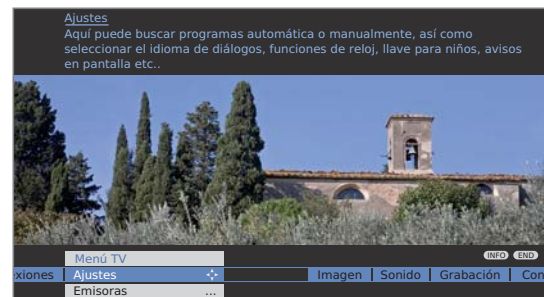 Ajustes
Aquí puede buscar programas automática o manualmente, así como
seleccionar el idioma de diálogos, funciones de reloj, llave para niños, avisos
en pantalla etc..
Menú TV
INFO END
exiones Ajustes Imagen Sonido Grabación Con
Emisoras ...